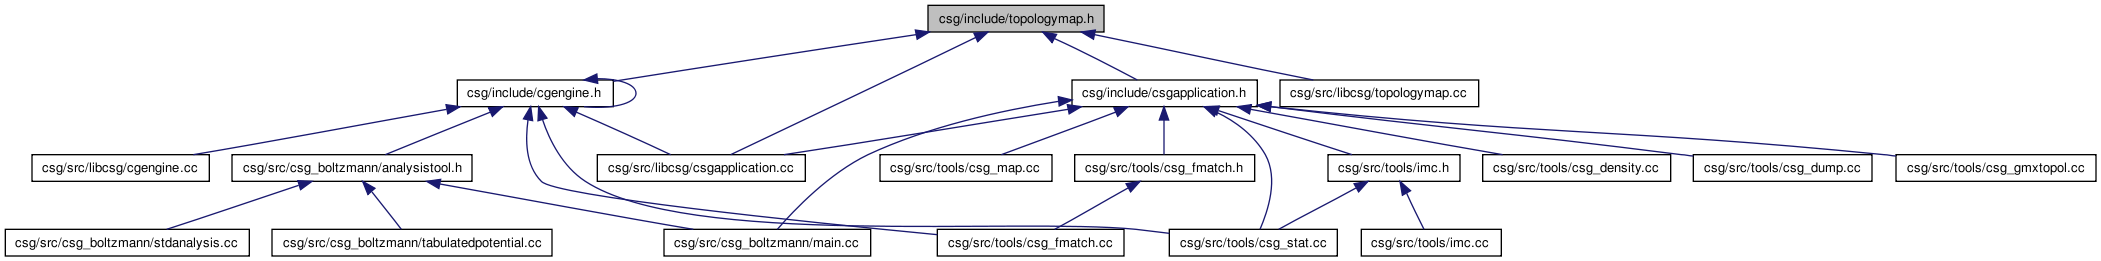 csg/include/topologymap.h
csg/include/cgengine.h
csg/include/csgapplication.h
csg/src/libcsg/topologymap.cc
csg/src/libcsg/cgengine.cc
csg/src/csg_boltzmann/analysistool.h
csg/src/libcsg/csgapplication.cc
csg/src/tools/csg_map.cc
csg/src/tools/csg_fmatch.h
csg/src/tools/imc.h
csg/src/tools/csg_density.cc
csg/src/tools/csg_dump.cc
csg/src/tools/csg_gmxtopol.cc
csg/src/csg_boltzmann/stdanalysis.cc
csg/src/csg_boltzmann/tabulatedpotential.cc
csg/src/csg_boltzmann/main.cc
csg/src/tools/csg_fmatch.cc
csg/src/tools/csg_stat.cc
csg/src/tools/imc.cc